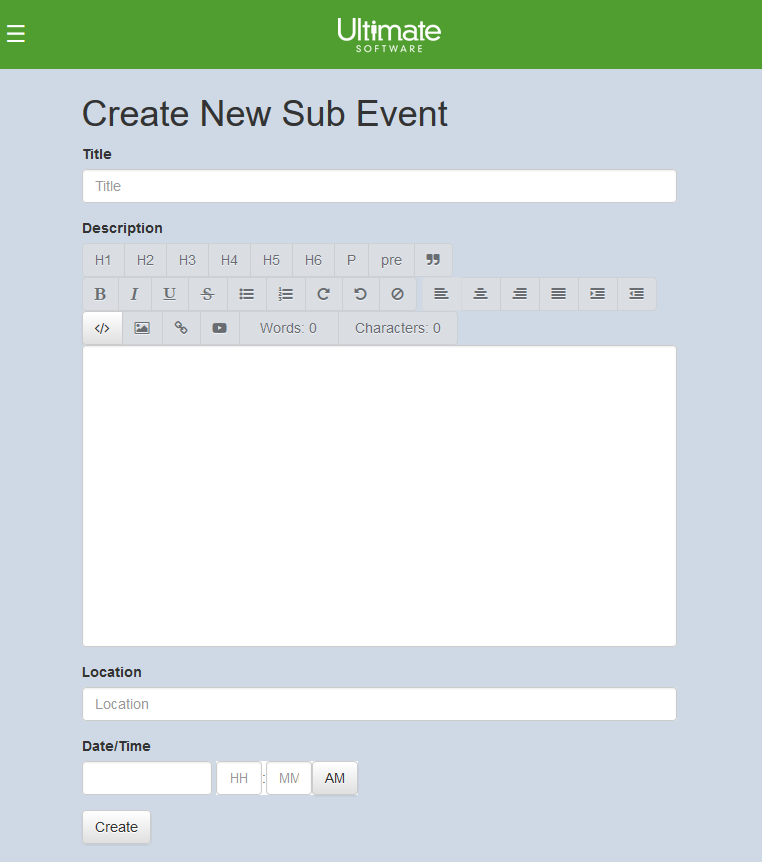 Ultimate
SOFTWARE
Create New Sub Event
Title
Title
Description
H1 H2 H3 H4 H5 H6 P pre
B I U S
Words: 0 Characters: 0
Location
Location
Date/Time
HH : MM AM
Create